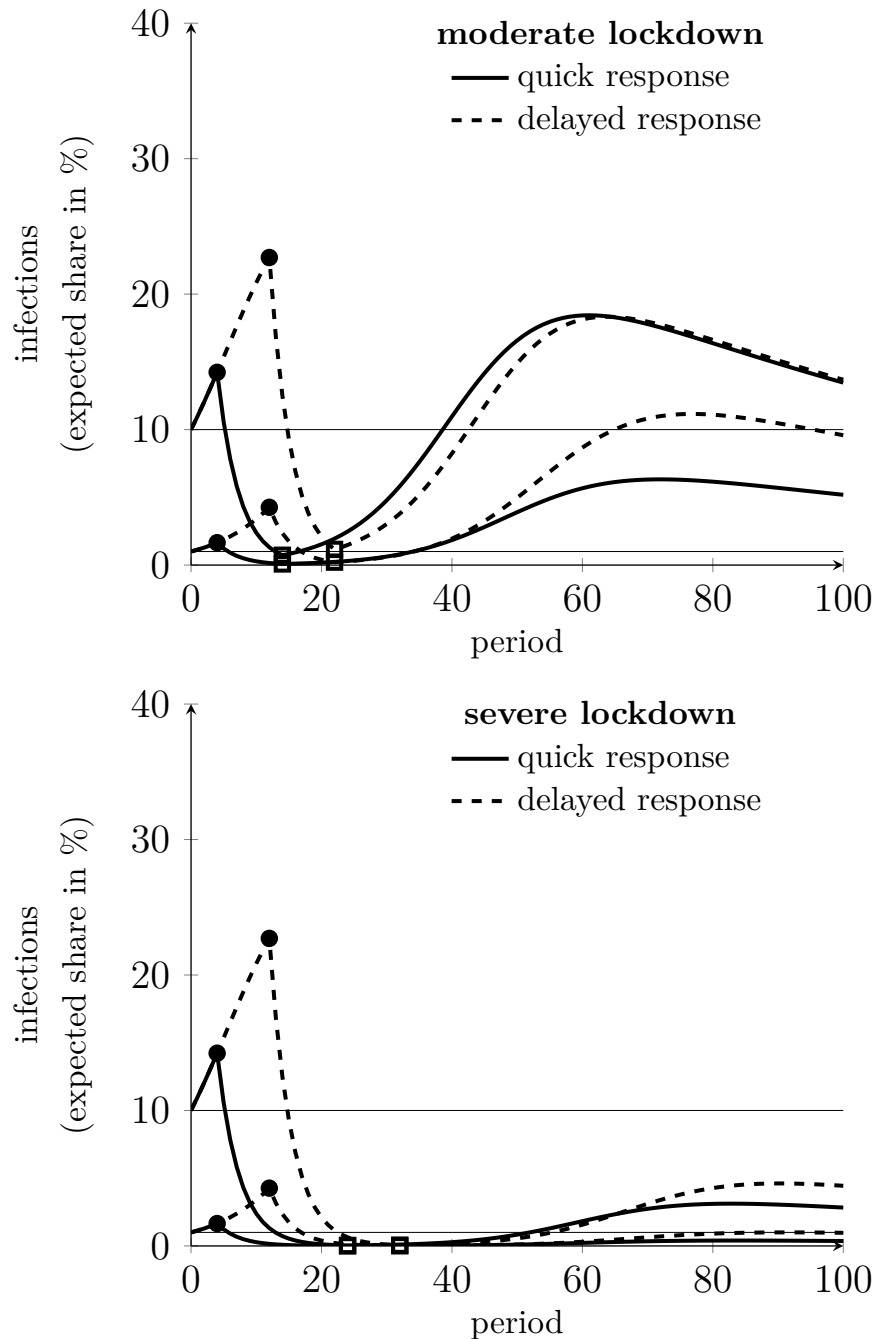 40
moderate lockdown
quick response
delayed response
30
infections
(expected share in %)
20
10
0
0 20 40 60 80 100
period
40
severe lockdown
quick response
delayed response
30
infections
(expected share in %)
20
10
0
0 20 40 60 80 100
period